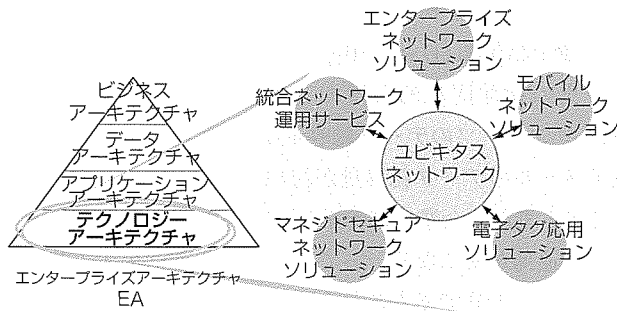 ビジネス
アーキテクチャ
データ
アーキテクチャ
アプリケーション
アーキテクチャ
テクノロジー
アーキテクチャ
エンタープライズアーキテクチャ
EA
エンタープライズ
ネットワーク
ソリューション
統合ネットワーク
運用サービス
モバイル
ネットワーク
ソリューション
ユビキタス
ネットワーク
マネジドセキュア
ネットワーク
ソリューション
電子タグ応用
ソリューション